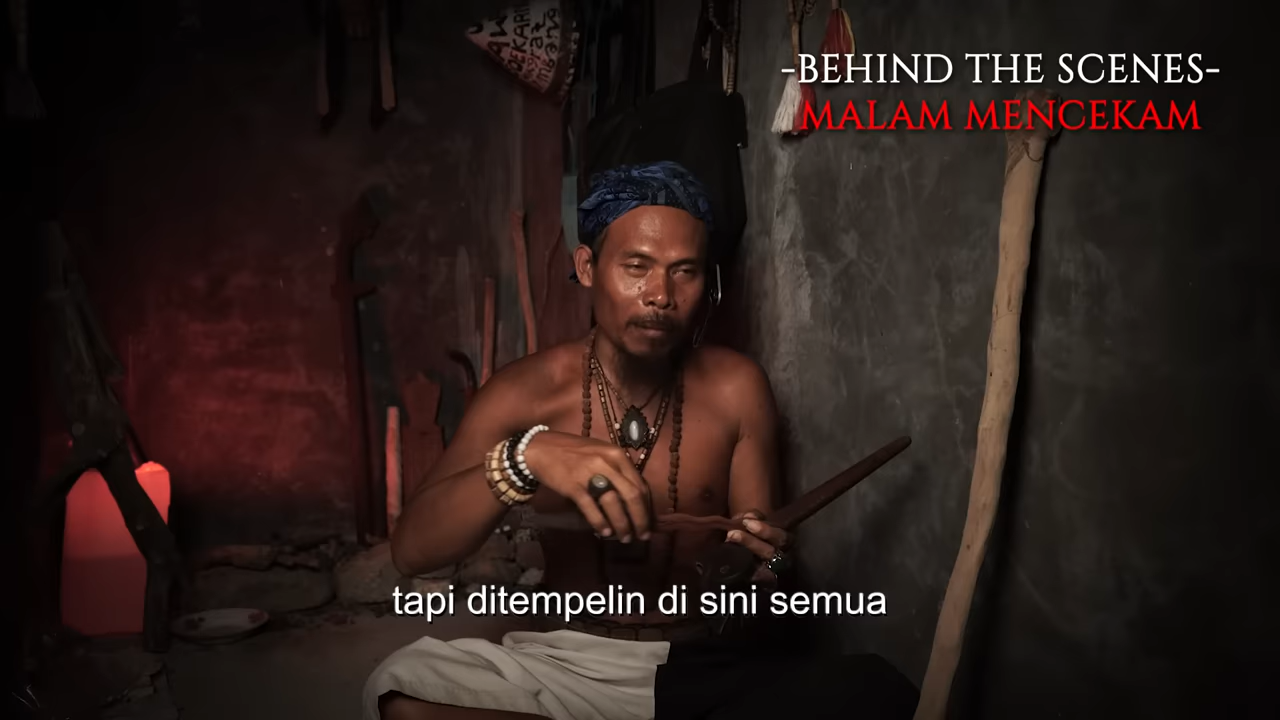 -BEHIND THE SCENES-
MALAM MENCEKAM
tapi ditempelin di sini semua